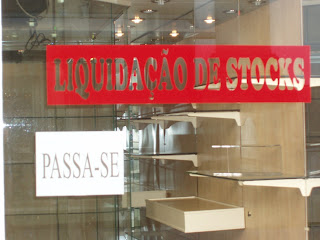 LIQUIDAÇÃO DE STOCKS
PASSA-SE